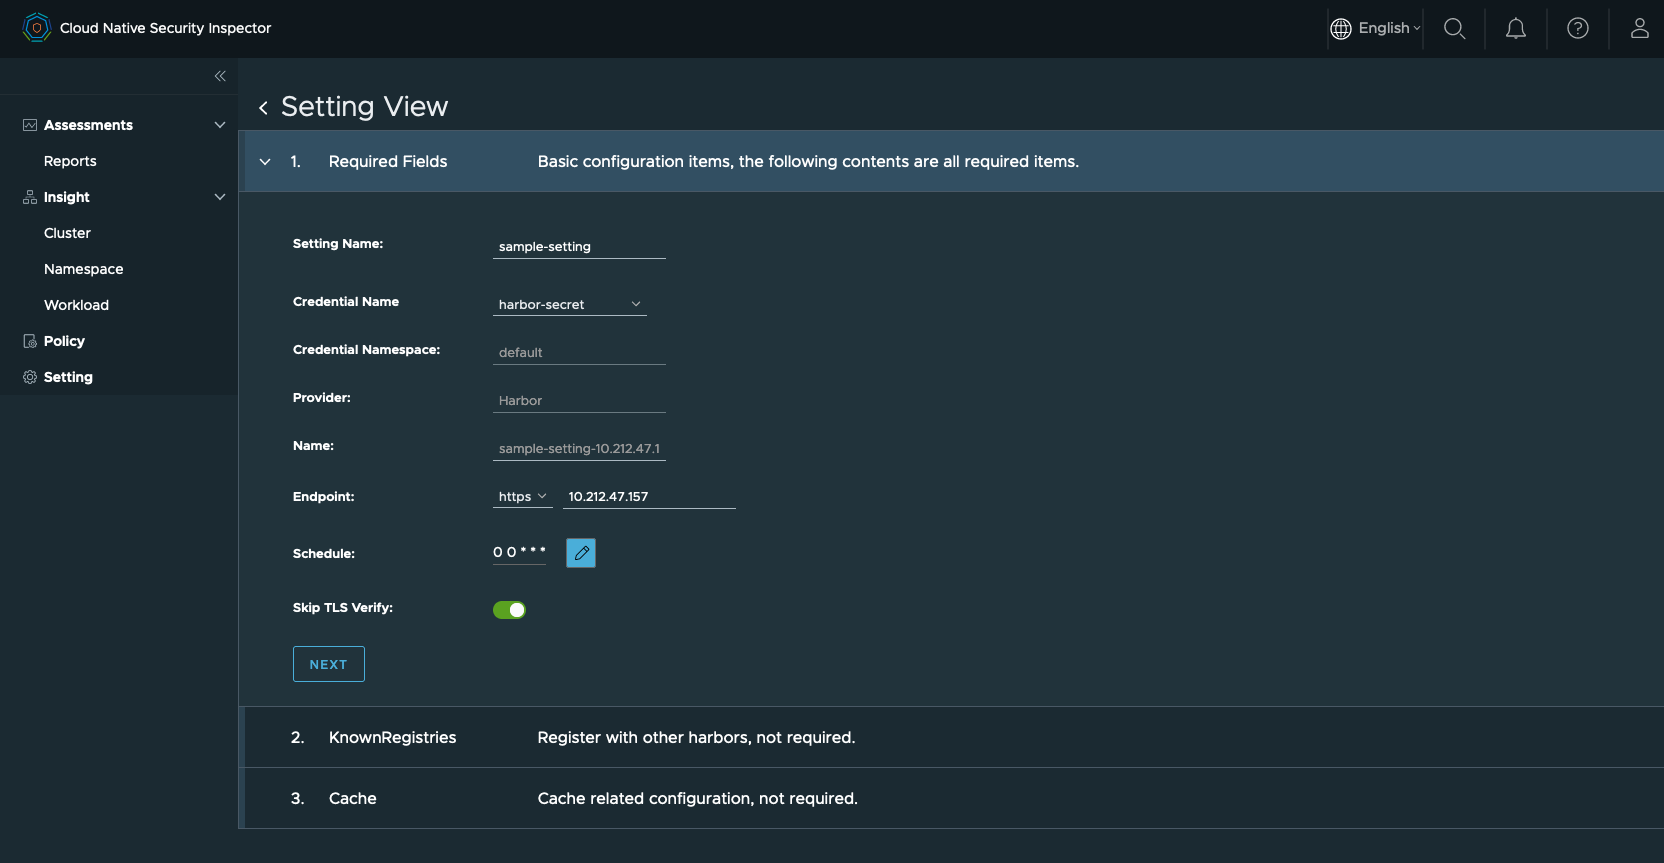 Cloud Native Security Inspector
English
Assessments
Reports
Insight
Cluster
Namespace
Workload
Policy
Setting
Setting View
1. Required Fields Basic configuration items, the following contents are all required items.
Setting Name: sample-setting
Credential Name harbor-secret
Credential Namespace: default
Provider: Harbor
Name: sample-setting-10.212.47.1
Endpoint: https 10.212.47.157
Schedule: 0 0 * * *
Skip TLS Verify:
NEXT
2. KnownRegistries Register with other harbors, not required.
3. Cache Cache related configuration, not required.